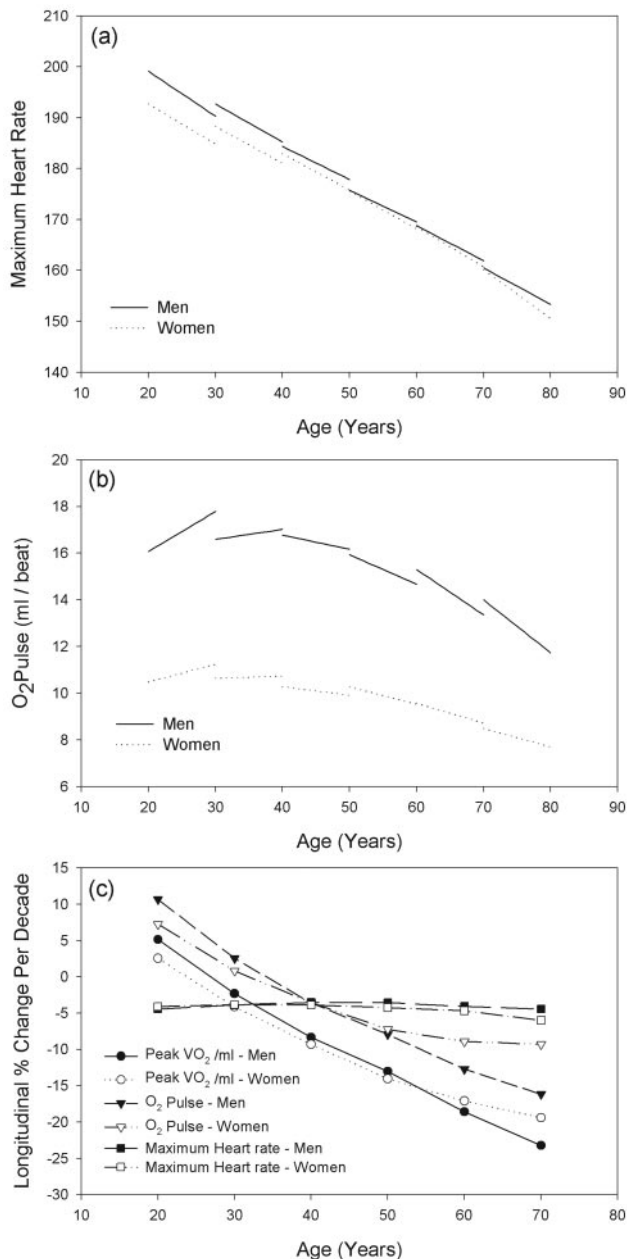 (a)
210
200
190
180
170
160
150
140
Maximum Heart Rate
Men
Women
10 20 30 40 50 60 70 80 90
Age (Years)
(b)
20
18
16
14
12
10
8
6
O2Pulse (ml / beat)
Men
Women
10 20 30 40 50 60 70 80 90
Age (Years)
(c)
15
10
5
0
-5
-10
-15
-20
-25
-30
Longitudinal % Change Per Decade
Peak VO2 /ml - Men
Peak VO2 /ml - Women
O2 Pulse - Men
O2 Pulse - Women
Maximum Heart rate - Men
Maximum Heart rate - Women
10 20 30 40 50 60 70 80
Age (Years)